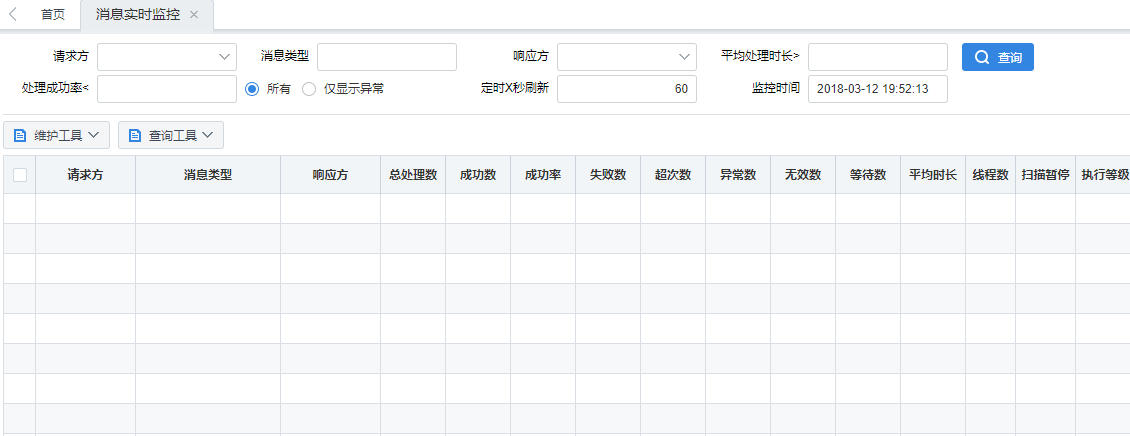 首页 消息实时监控
请求方 消息类型 响应方 平均处理时长> 查询
处理成功率< 所有 仅显示异常 定时X秒刷新 60 监控时间 2018-03-12 19:52:13
维护工具 查询工具
请求方 消息类型 响应方 总处理数 成功数 成功率 失败数 超次数 异常数 无效数 等待数 平均时长 线程数 扫描暂停 执行等级